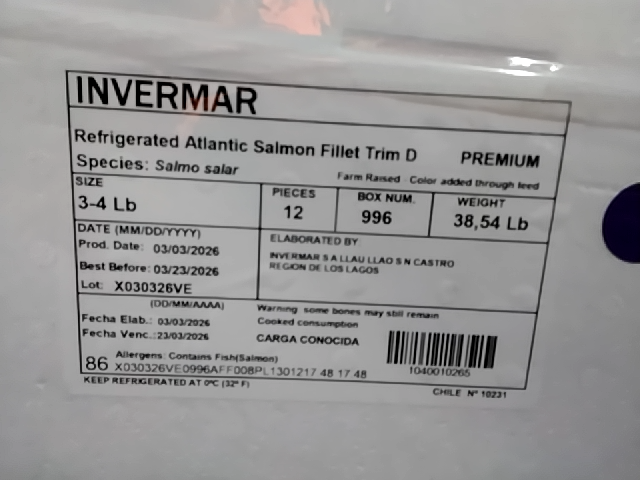 INVERMAR
Refrigerated Atlantic Salmon Fillet Trim D PREMIUM
Species: Salmo salar
Farm Raised Color added through feed
SIZE
3-4 Lb
PIECES
12
BOX NUM.
996
WEIGHT
38,54 Lb
DATE (MM/DD/YYYY)
Prod. Date: 03/03/2026
Best Before: 03/23/2026
Lot: X030326VE
ELABORATED BY:
INVERMAR S A LLAU LLAO S N CASTRO
REGION DE LOS LAGOS
(DD/MM/AAAA)
Fecha Elab.: 03/03/2026
Fecha Venc.: 23/03/2026
Warning some bones may still remain
Cooked consumption
CARGA CONOCIDA
1040010265
Allergens: Contains Fish(Salmon)
86 X030326VE0996AFF008PL1301217 48 17 48
KEEP REFRIGERATED AT 0ºC (32º F)
CHILE Nº 10231